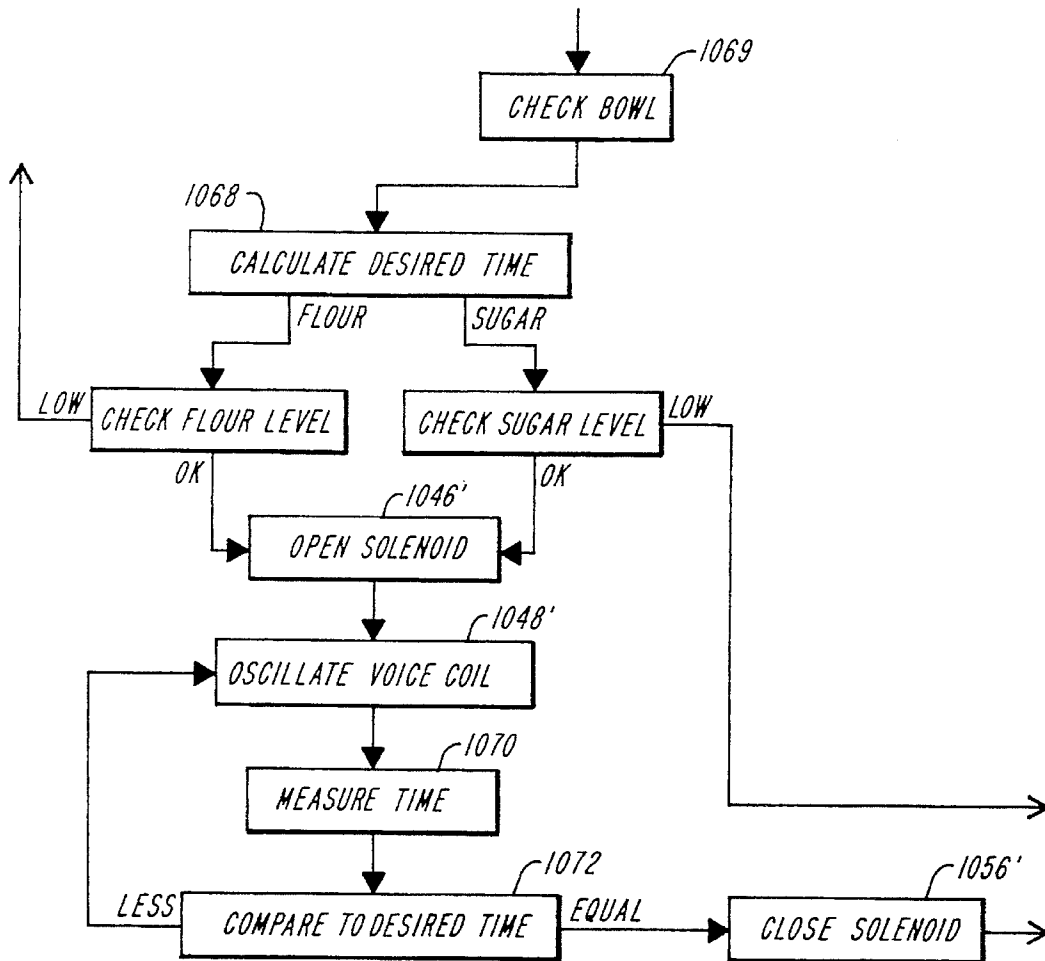 1069
CHECK BOWL
1068
CALCULATE DESIRED TIME
FLOUR
SUGAR
LOW
CHECK FLOUR LEVEL
CHECK SUGAR LEVEL
LOW
OK
OK
1046'
OPEN SOLENOID
1048'
OSCILLATE VOICE COIL
1070
MEASURE TIME
1072
1056'
LESS
COMPARE TO DESIRED TIME
EQUAL
CLOSE SOLENOID